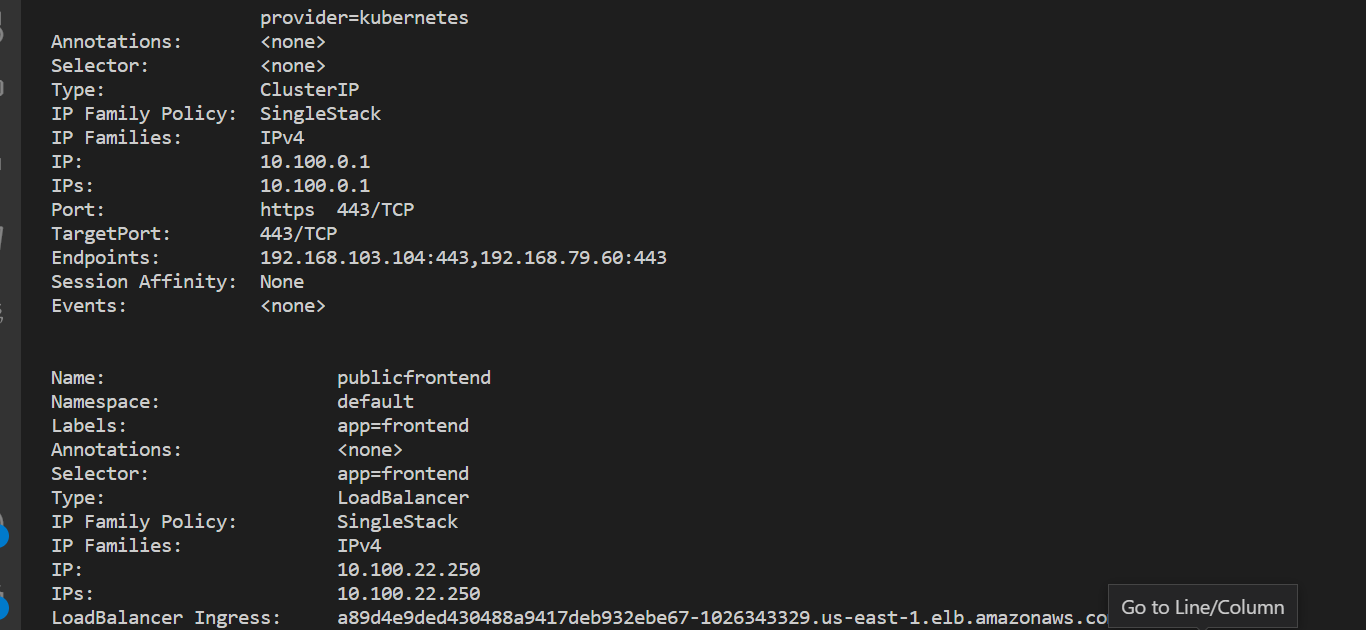 provider=kubernetes
Annotations: <none>
Selector: <none>
Type: ClusterIP
IP Family Policy: SingleStack
IP Families: IPv4
IP: 10.100.0.1
IPs: 10.100.0.1
Port: https 443/TCP
TargetPort: 443/TCP
Endpoints: 192.168.103.104:443,192.168.79.60:443
Session Affinity: None
Events: <none>
Name: publicfrontend
Namespace: default
Labels: app=frontend
Annotations: <none>
Selector: app=frontend
Type: LoadBalancer
IP Family Policy: SingleStack
IP Families: IPv4
IP: 10.100.22.250
IPs: 10.100.22.250
LoadBalancer Ingress: a89d4e9ded430488a9417deb932ebe67-1026343329.us-east-1.elb.amazonaws.co
Go to Line/Column